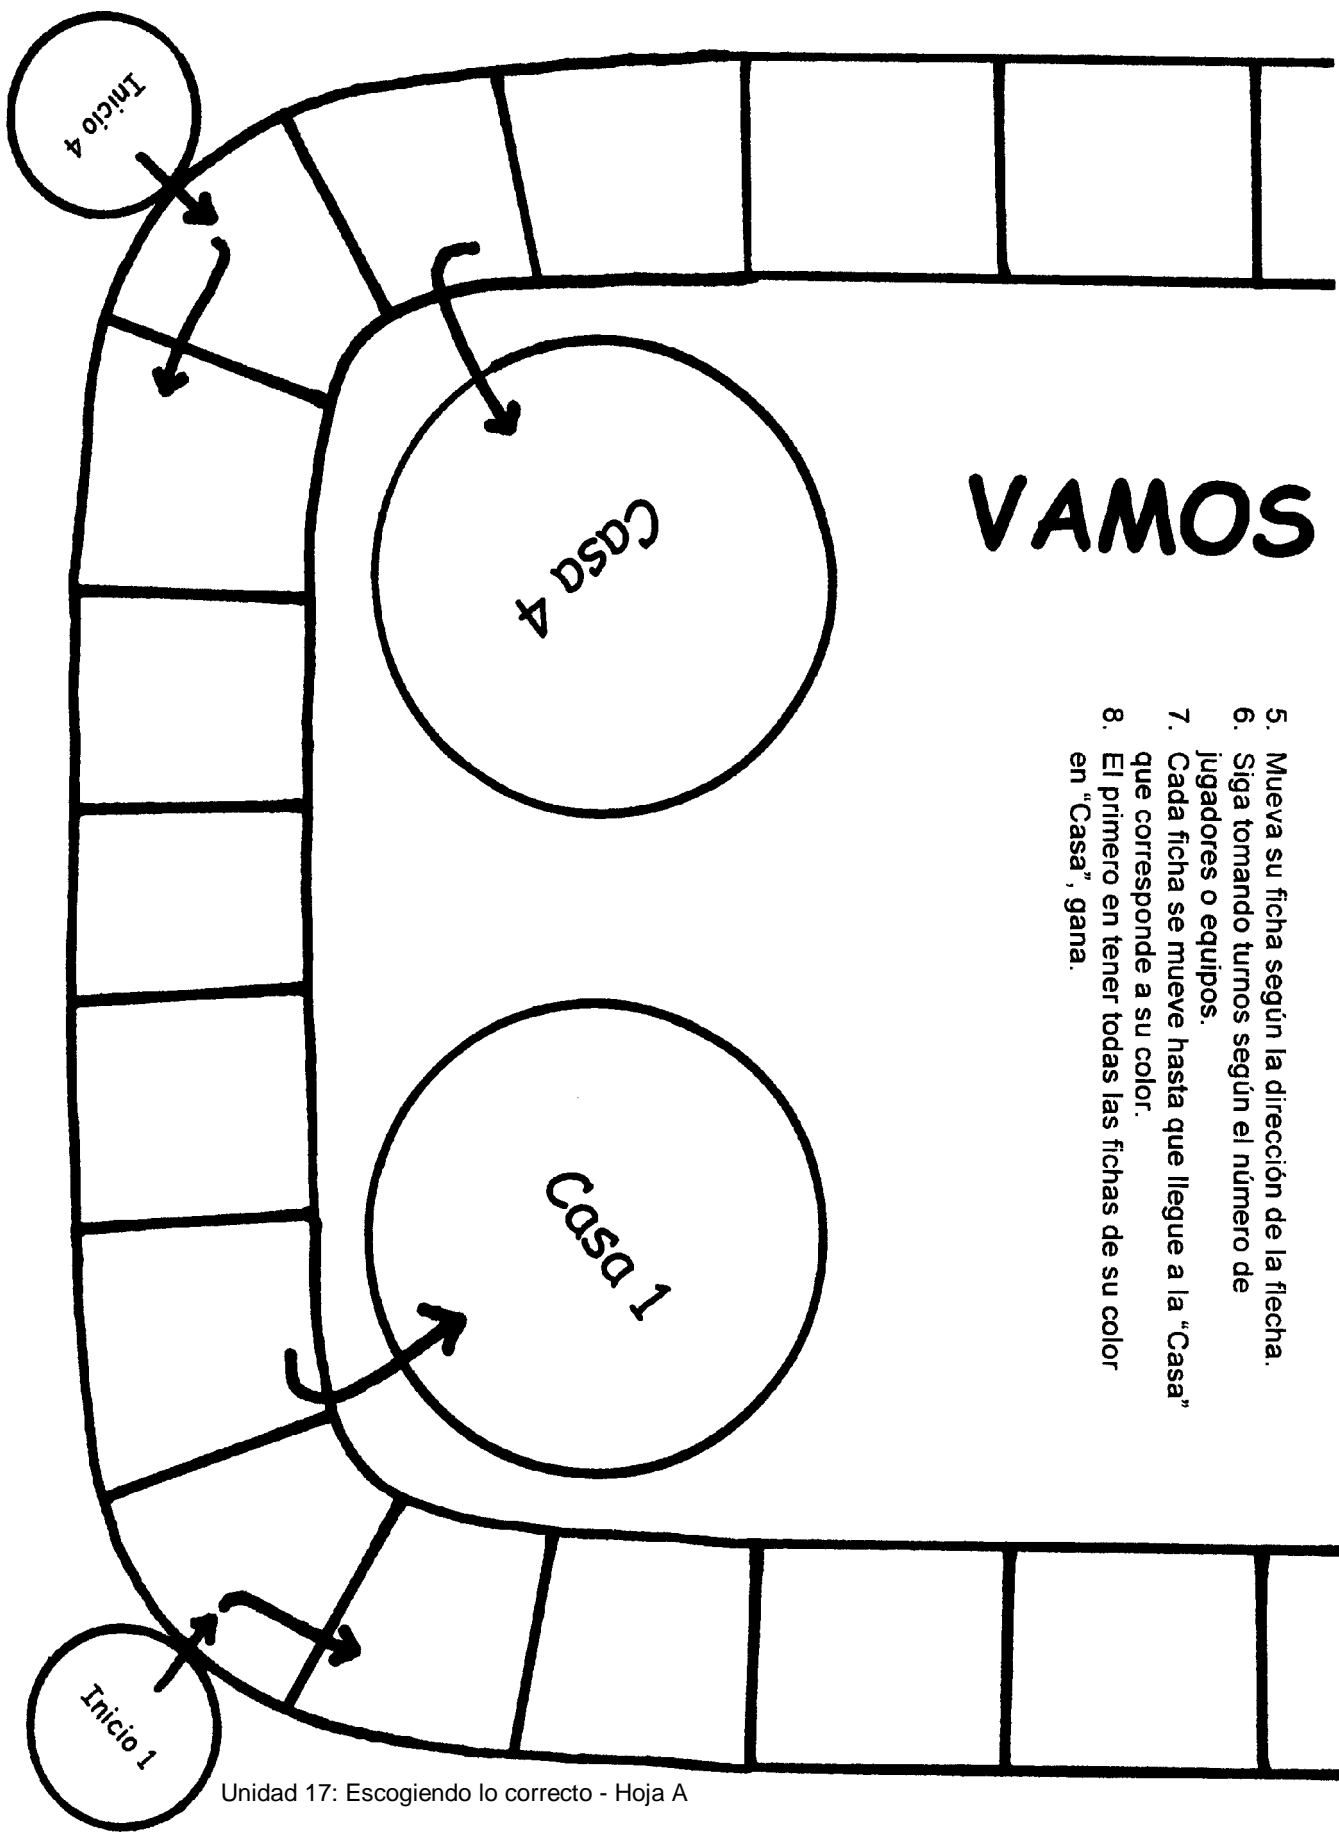 Inicio 4
Casa 4
VAMOS
5. Mueva su ficha según la dirección de la flecha.
6. Siga tomando turnos según el número de
jugadores o equipos.
7. Cada ficha se mueve hasta que llegue a la “Casa”
que corresponde a su color.
8. El primero en tener todas las fichas de su color
en “Casa”, gana.
Casa 1
Inicio 1
Unidad 17: Escogiendo lo correcto - Hoja A